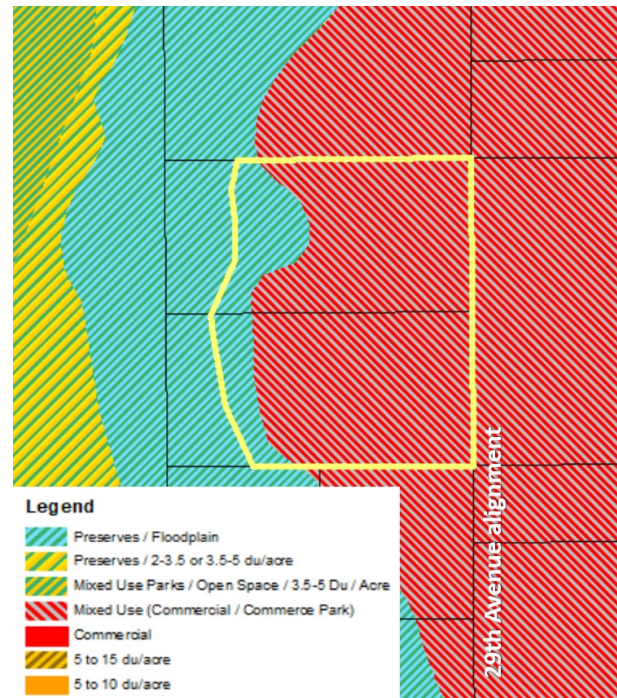 29th Avenue alignment
Legend
Preserves / Floodplain
Preserves / 2-3.5 or 3.5-5 du/acre
Mixed Use Parks / Open Space / 3.5-5 Du / Acre
Mixed Use (Commercial / Commerce Park)
Commercial
5 to 15 du/acre
5 to 10 du/acre